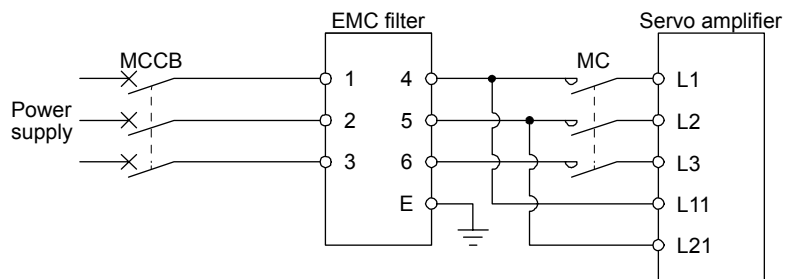 EMC filter
Servo amplifier
MCCB
MC
Power
supply
1
4
L1
2
5
L2
3
6
L3
E
L11
L21